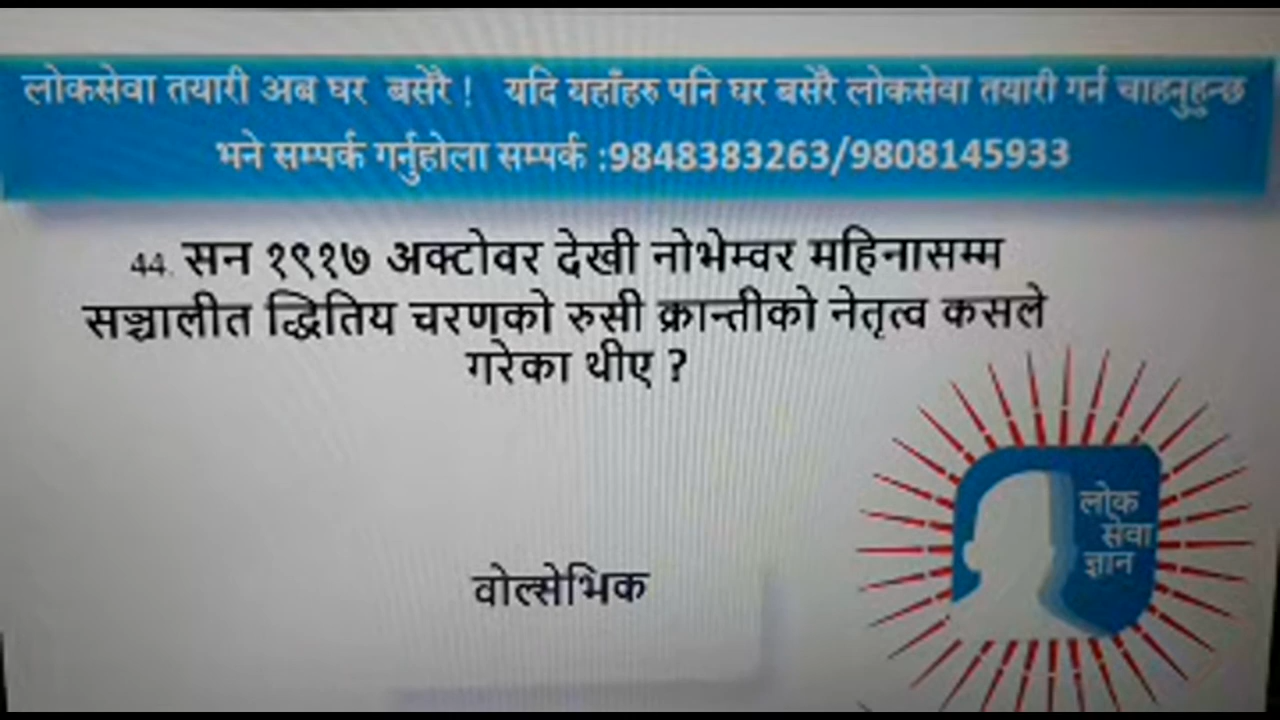 लोकसेवा तयारी अब घर बसेरै ! यदि यहाँहरु पनि घर बसेरै लोकसेवा तयारी गर्न चाहनुहुन्छ
भने सम्पर्क गर्नुहोला सम्पर्क :9848383263/9808145933
44. सन १९१७ अक्टोवर देखी नोभेम्वर महिनासम्म
सञ्चालीत द्धितिय चरणको रुसी क्रान्तीको नेतृत्व कसले
गरेका थीए ?
लोक
सेवा
ज्ञान
वोल्सेभिक